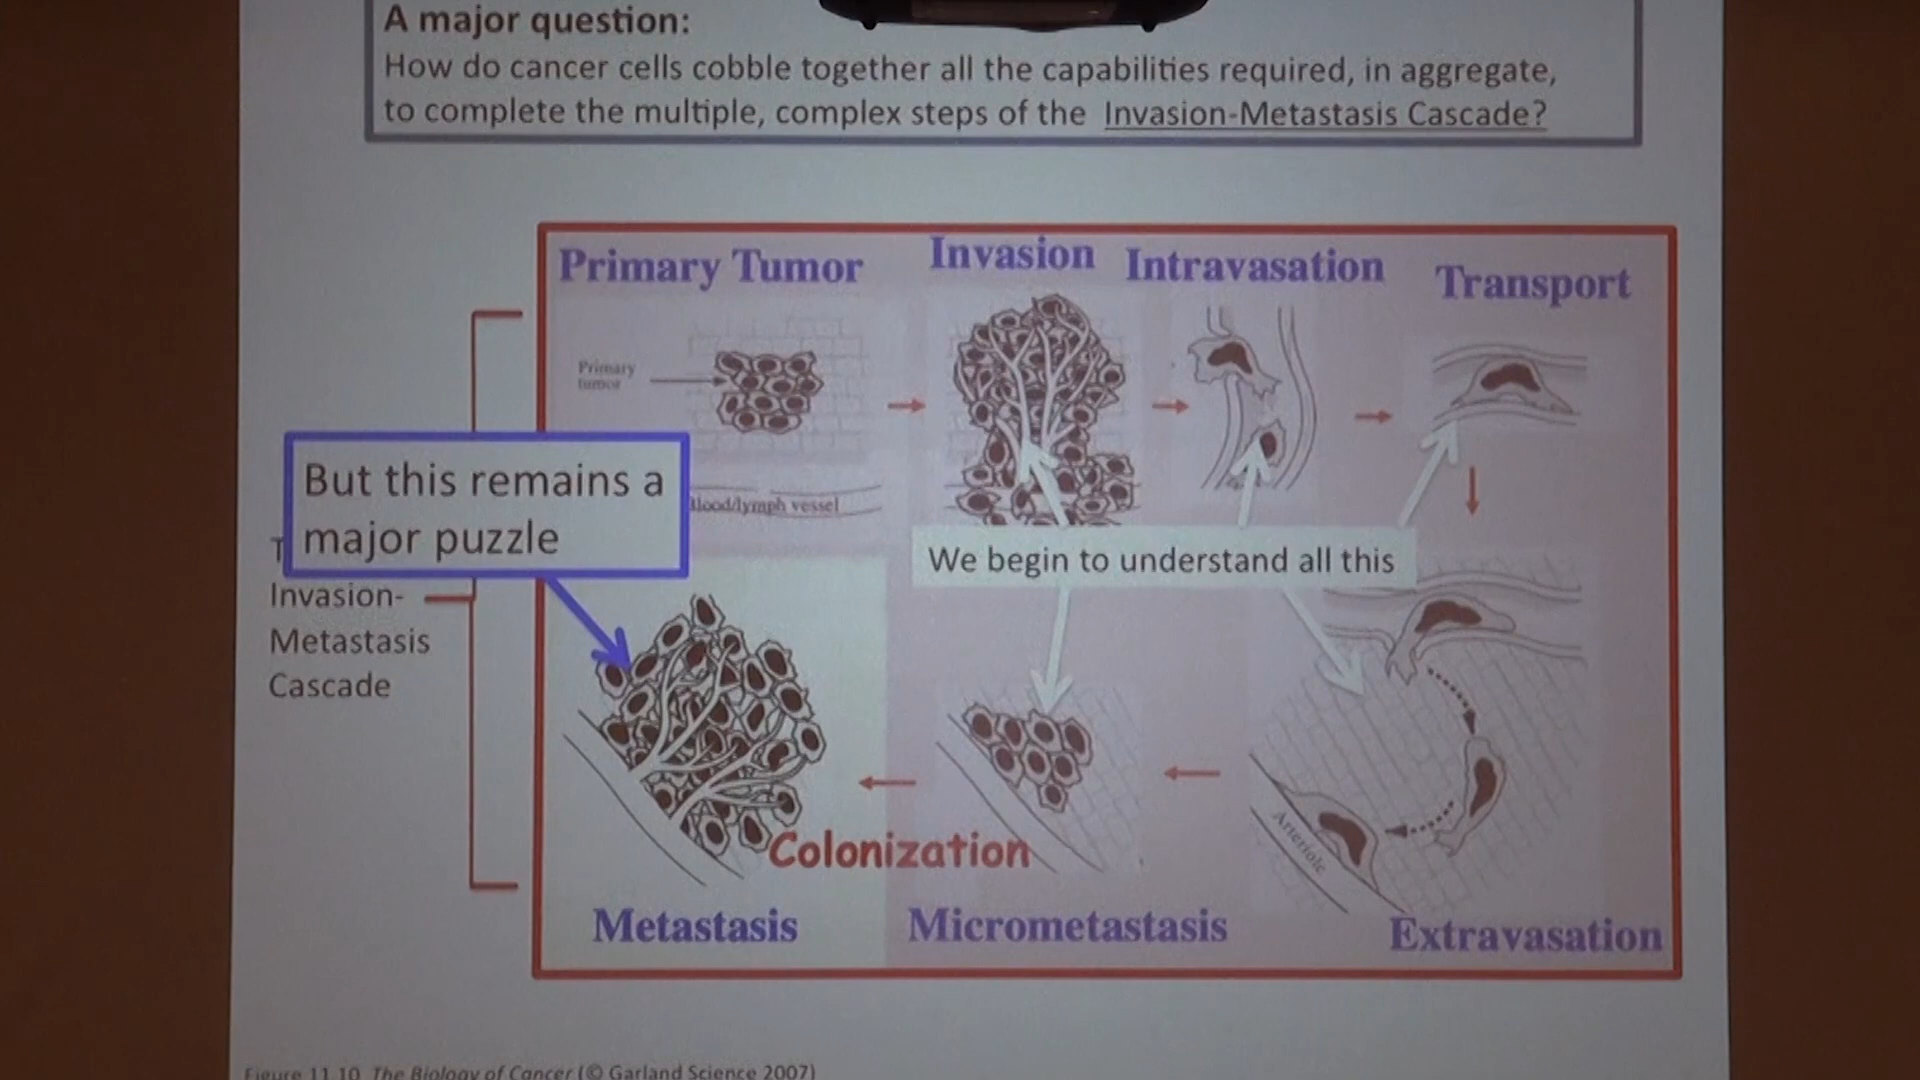 A major question:
How do cancer cells cobble together all the capabilities required, in aggregate,
to complete the multiple, complex steps of the Invasion-Metastasis Cascade?
Primary Tumor
Invasion
Intravasation
Transport
Primary
tumor
But this remains a
major puzzle
blood/lymph vessel
We begin to understand all this
T
Invasion-
Metastasis
Cascade
Arteriole
Colonization
Metastasis
Micrometastasis
Extravasation
Figure 11.10 The Biology of Cancer (© Garland Science 2007)